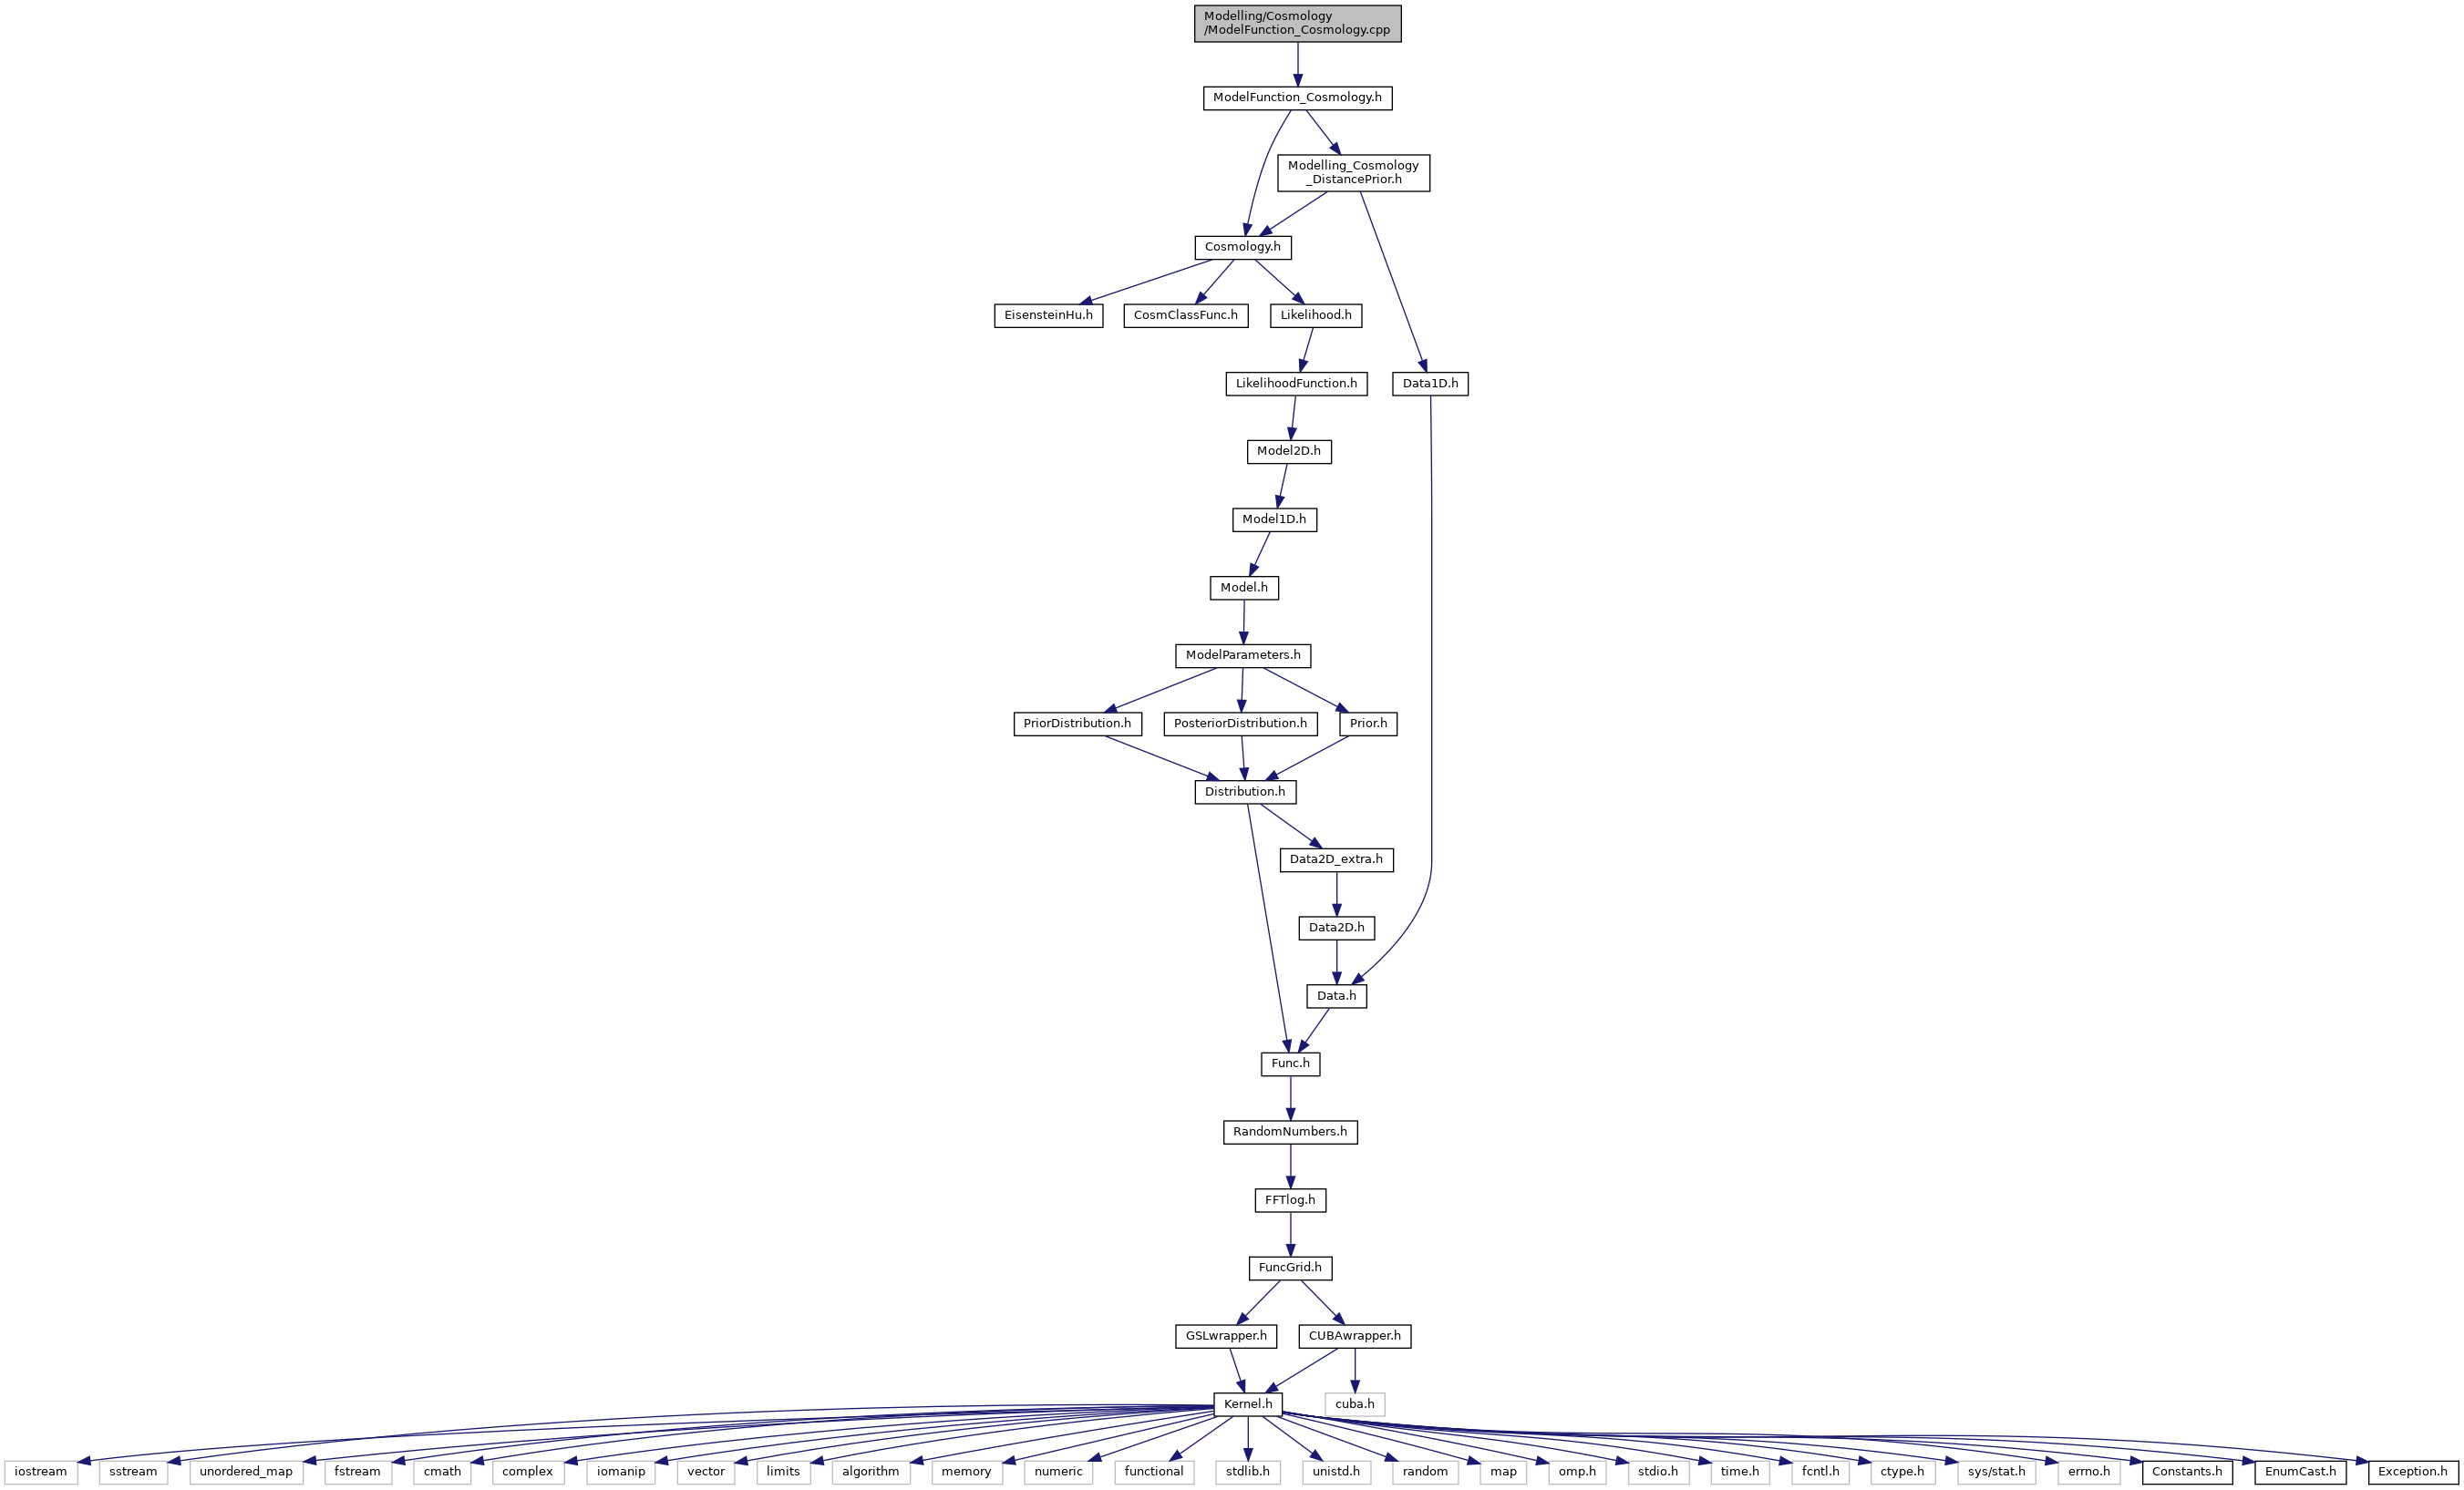 Modelling/Cosmology
/ModelFunction_Cosmology.cpp
ModelFunction_Cosmology.h
Modelling_Cosmology
_DistancePrior.h
Cosmology.h
EisensteinHu.h
CosmClassFunc.h
Likelihood.h
LikelihoodFunction.h
Data1D.h
Model2D.h
Model1D.h
Model.h
ModelParameters.h
PriorDistribution.h
PosteriorDistribution.h
Prior.h
Distribution.h
Data2D_extra.h
Data2D.h
Data.h
Func.h
RandomNumbers.h
FFTlog.h
FuncGrid.h
GSLwrapper.h
CUBAwrapper.h
Kernel.h
cuba.h
iostream
sstream
unordered_map
fstream
cmath
complex
iomanip
vector
limits
algorithm
memory
numeric
functional
stdlib.h
unistd.h
random
map
omp.h
stdio.h
time.h
fcntl.h
ctype.h
sys/stat.h
errno.h
Constants.h
EnumCast.h
Exception.h